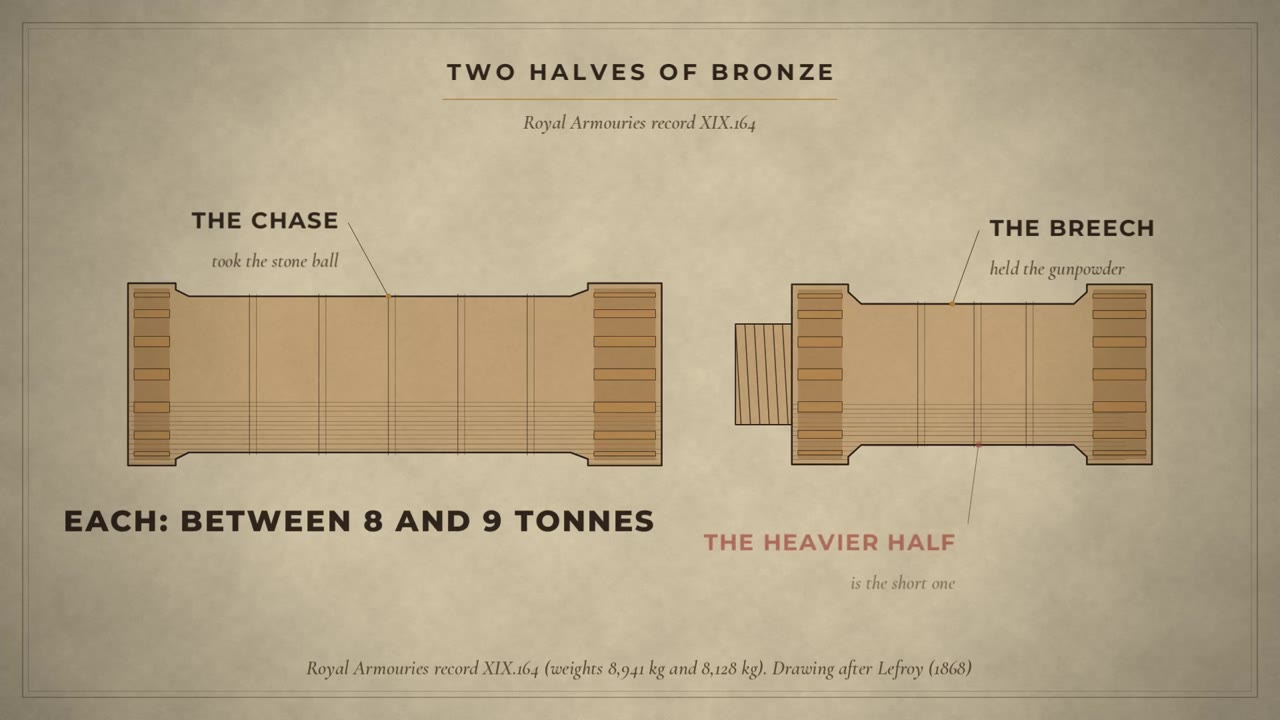 TWO HALVES OF BRONZE
Royal Armouries record XIX.164
THE CHASE
took the stone ball
THE BREECH
held the gunpowder
EACH: BETWEEN 8 AND 9 TONNES
THE HEAVIER HALF
is the short one
Royal Armouries record XIX.164 (weights 8,941 kg and 8,128 kg). Drawing after Lefroy (1868)